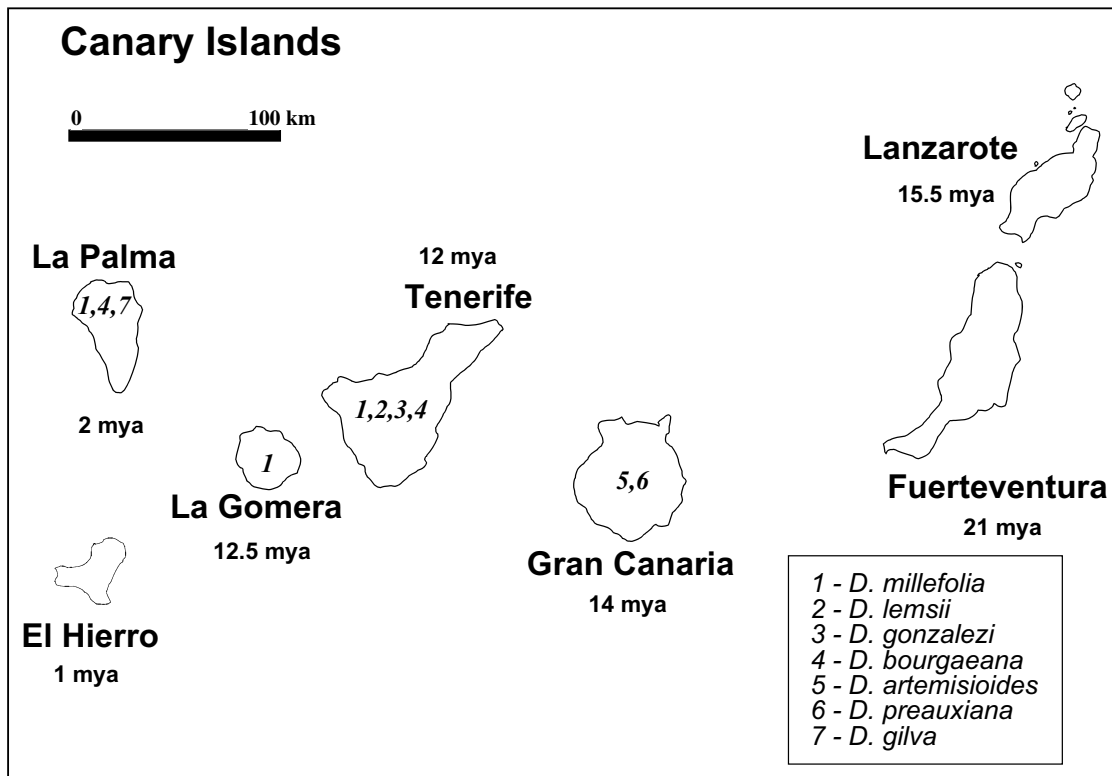 Canary Islands
0 100 km
Lanzarote
15.5 mya
La Palma
1,4,7
2 mya
12 mya
Tenerife
1,2,3,4
1
La Gomera
12.5 mya
5,6
Gran Canaria
14 mya
Fuerteventura
21 mya
El Hierro
1 mya
1 - D. millefolia
2 - D. lemsii
3 - D. gonzalezi
4 - D. bourgaeana
5 - D. artemisioides
6 - D. preauxiana
7 - D. gilva